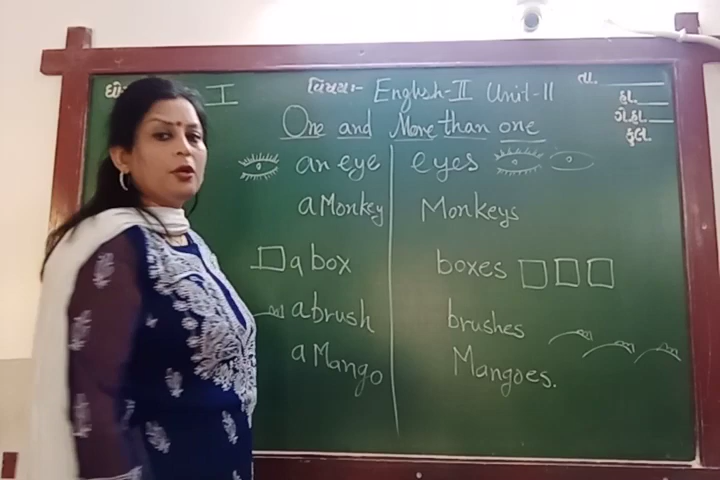 I વિષયઃ- English-II Unit-II તા.
હા.
ગે.હા.
કુલ
One and More than one
an eye eyes
a Monkey Monkeys
a box boxes
a brush brushes
a Mango Mangoes.